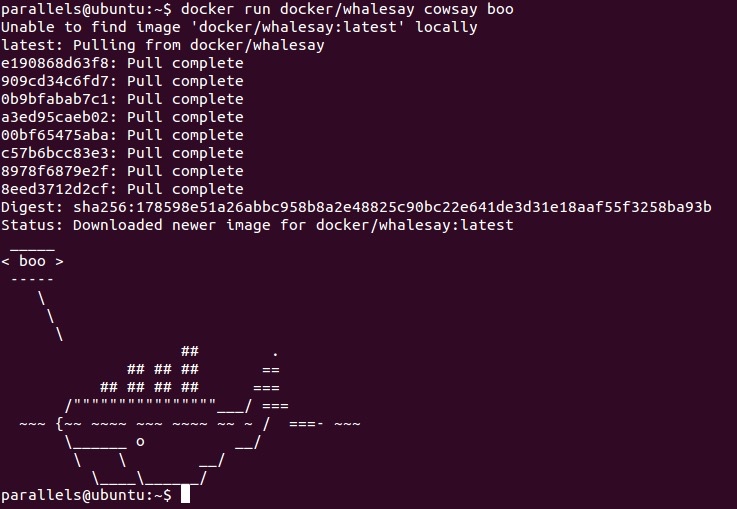 parallels@ubuntu:~$ docker run docker/whalesay cowsay boo
Unable to find image 'docker/whalesay:latest' locally
latest: Pulling from docker/whalesay
e190868d63f8: Pull complete
909cd34c6fd7: Pull complete
0b9bfabab7c1: Pull complete
a3ed95caeb02: Pull complete
00bf65475aba: Pull complete
c57b6bcc83e3: Pull complete
8978f6879e2f: Pull complete
8eed3712d2cf: Pull complete
Digest: sha256:178598e51a26abbc958b8a2e48825c90bc22e641de3d31e18aaf55f3258ba93b
Status: Downloaded newer image for docker/whalesay:latest
 _____
< boo >
 -----
    \
     \
      \
                    ##        .
              ## ## ##       ==
           ## ## ## ##      ===
       /""""""""""""""""___/ ===
  ~~~ {~~ ~~~~ ~~~ ~~~~ ~~ ~ /  ===- ~~~
       \______ o          __/
        \    \        __/
          \____\______/
parallels@ubuntu:~$